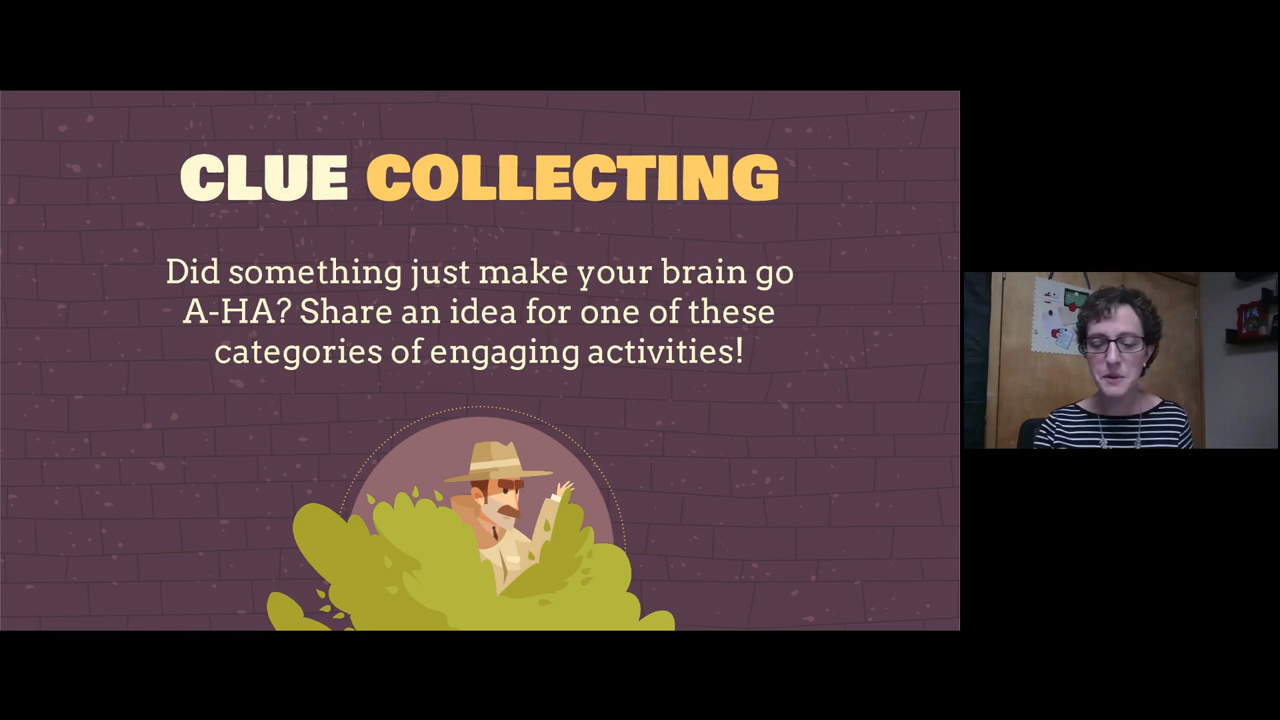 CLUE COLLECTING
Did something just make your brain go
A-HA? Share an idea for one of these
categories of engaging activities!